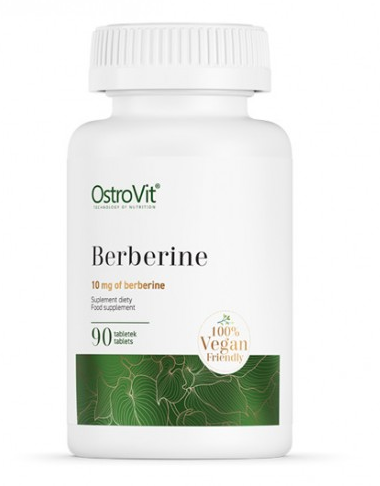 OstroVit®
TECHNOLOGY OF NUTRITION
Berberine
10 mg of berberine
Suplement diety
Food supplement
90 tabletek
tablets
100%
Vegan
Friendly